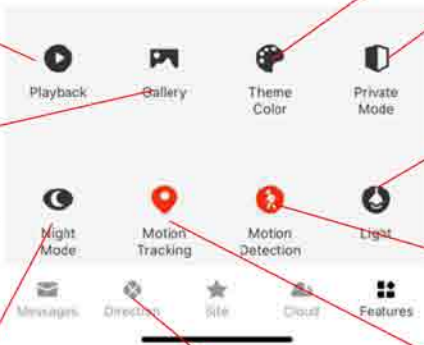 Playback Gallery Theme Color Private Mode
Night Mode Motion Tracking Motion Detection Light
Messages Direction Site Cloud Features